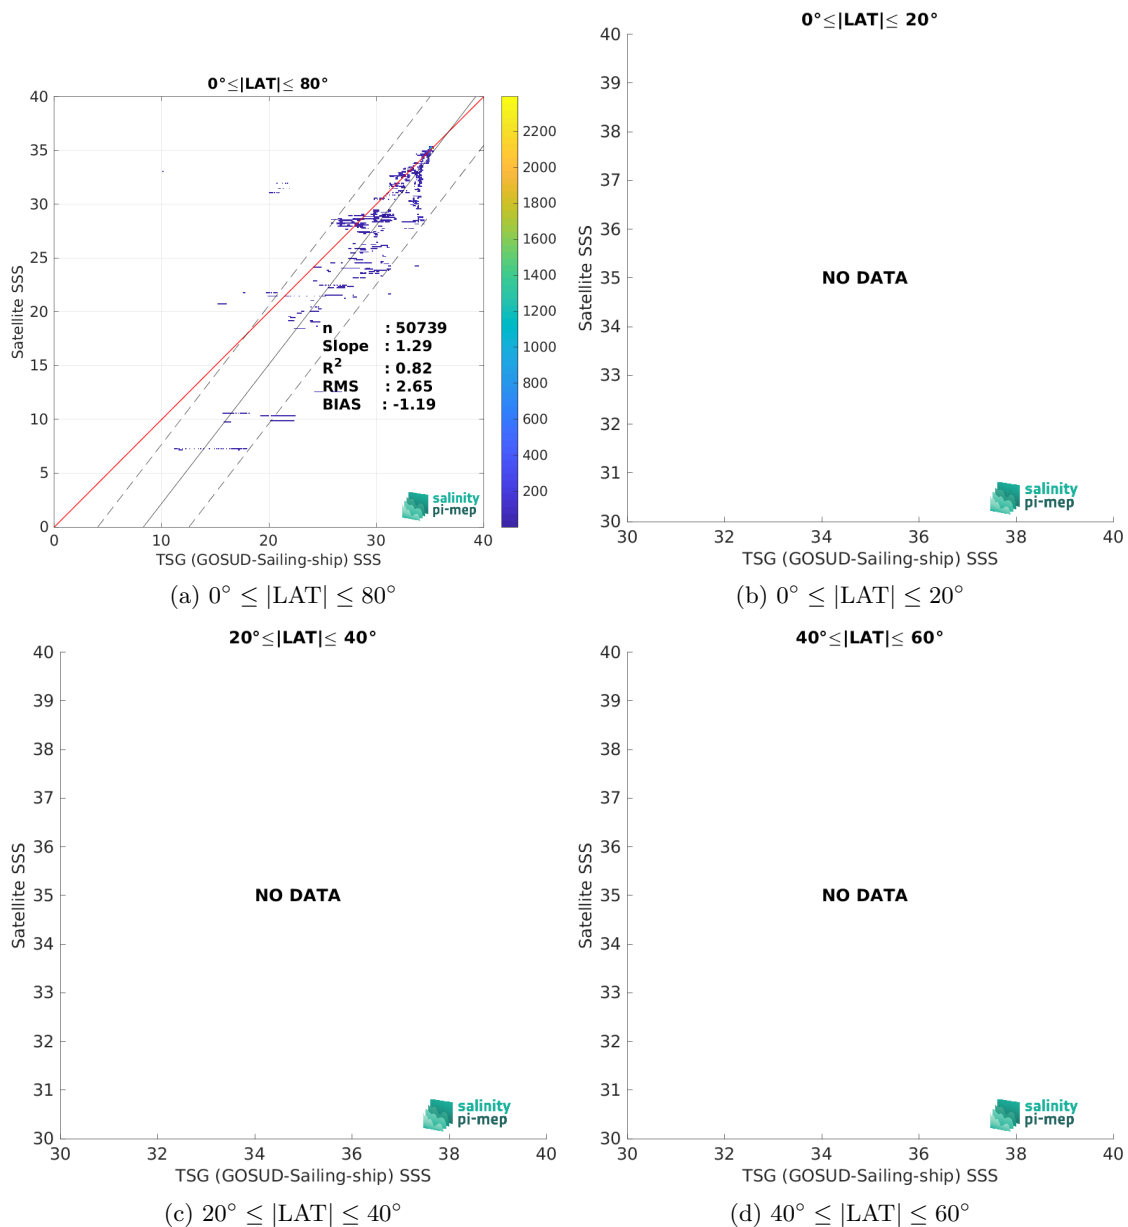 0°≤|LAT|≤ 80°
Satellite SSS
40
35
30
25
20
15
10
5
0
0
10
20
30
40
TSG (GOSUD-Sailing-ship) SSS
n : 50739
Slope : 1.29
R² : 0.82
RMS : 2.65
BIAS : -1.19
salinity
pi-mep
2200
2000
1800
1600
1400
1200
1000
800
600
400
200
(a) 0° ≤ |LAT| ≤ 80°
0°≤|LAT|≤ 20°
Satellite SSS
40
39
38
37
36
35
34
33
32
31
30
NO DATA
salinity
pi-mep
30
32
34
36
38
40
TSG (GOSUD-Sailing-ship) SSS
(b) 0° ≤ |LAT| ≤ 20°
20°≤|LAT|≤ 40°
Satellite SSS
40
39
38
37
36
35
34
33
32
31
30
NO DATA
salinity
pi-mep
30
32
34
36
38
40
TSG (GOSUD-Sailing-ship) SSS
(c) 20° ≤ |LAT| ≤ 40°
40°≤|LAT|≤ 60°
Satellite SSS
40
39
38
37
36
35
34
33
32
31
30
NO DATA
salinity
pi-mep
30
32
34
36
38
40
TSG (GOSUD-Sailing-ship) SSS
(d) 40° ≤ |LAT| ≤ 60°